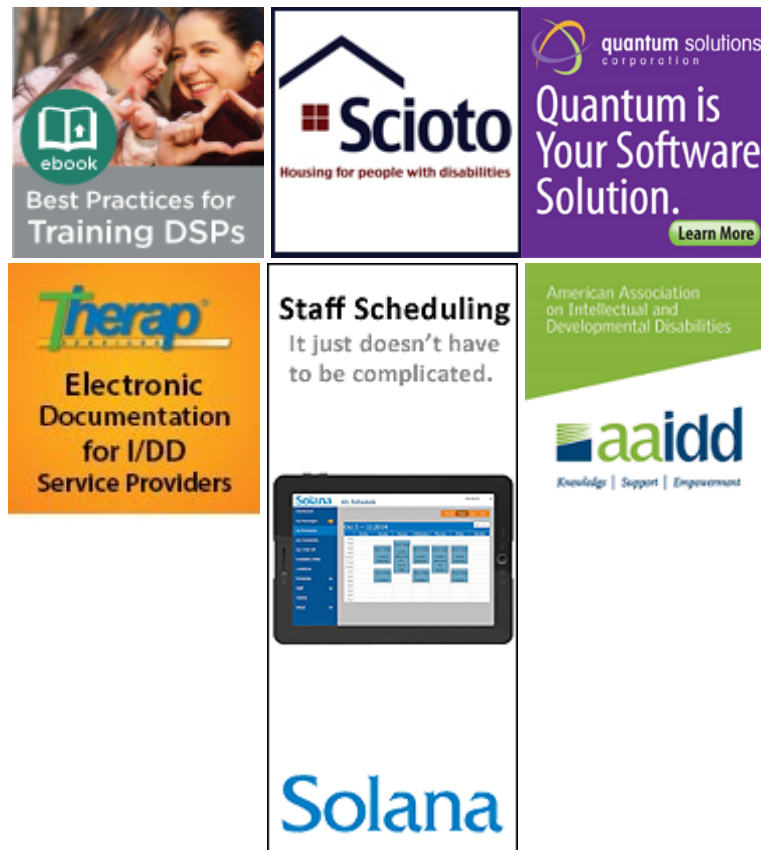 ebook
Best Practices for
Training DSPs
Scioto
Housing for people with disabilities
quantum solutions
corporation
Quantum is
Your Software
Solution.
Learn More
Therap
SERVICES
Electronic
Documentation
for I/DD
Service Providers
Staff Scheduling
It just doesn't have
to be complicated.
Solana
Solana
American Association
on Intellectual and
Developmental Disabilities
aaidd
Knowledge | Support | Empowerment